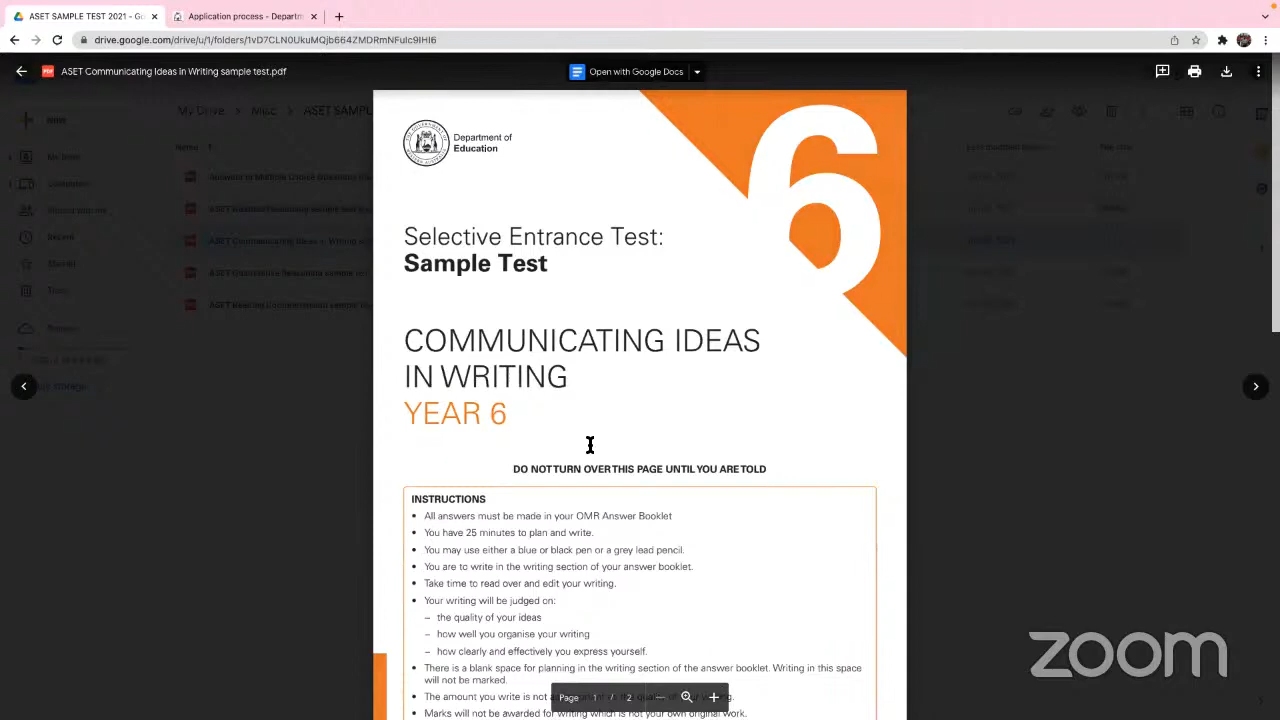 ASET SAMPLE TEST 2021 - Go
Application process - Departm
drive.google.com/drive/u/1/folders/1vD7CLN0UkuMQjb664ZMDRmNFulc9IHI6
PDF
ASET Communicating Ideas in Writing sample test.pdf
Open with Google Docs
My Drive > Misc > ASET SAMP
Department of
Education
6
Selective Entrance Test:
Sample Test
COMMUNICATING IDEAS
IN WRITING
YEAR 6
DO NOT TURN OVER THIS PAGE UNTIL YOU ARE TOLD
INSTRUCTIONS
• All answers must be made in your OMR Answer Booklet
• You have 25 minutes to plan and write.
• You may use either a blue or black pen or a grey lead pencil.
• You are to write in the writing section of your answer booklet.
• Take time to read over and edit your writing.
• Your writing will be judged on:
– the quality of your ideas
– how well you organise your writing
– how clearly and effectively you express yourself.
• There is a blank space for planning in the writing section of the answer booklet. Writing in this space
will not be marked.
• The amount you write is not as
• Marks will not be awarded for writing which is not your own original work.
Page 1 / 2
zoom